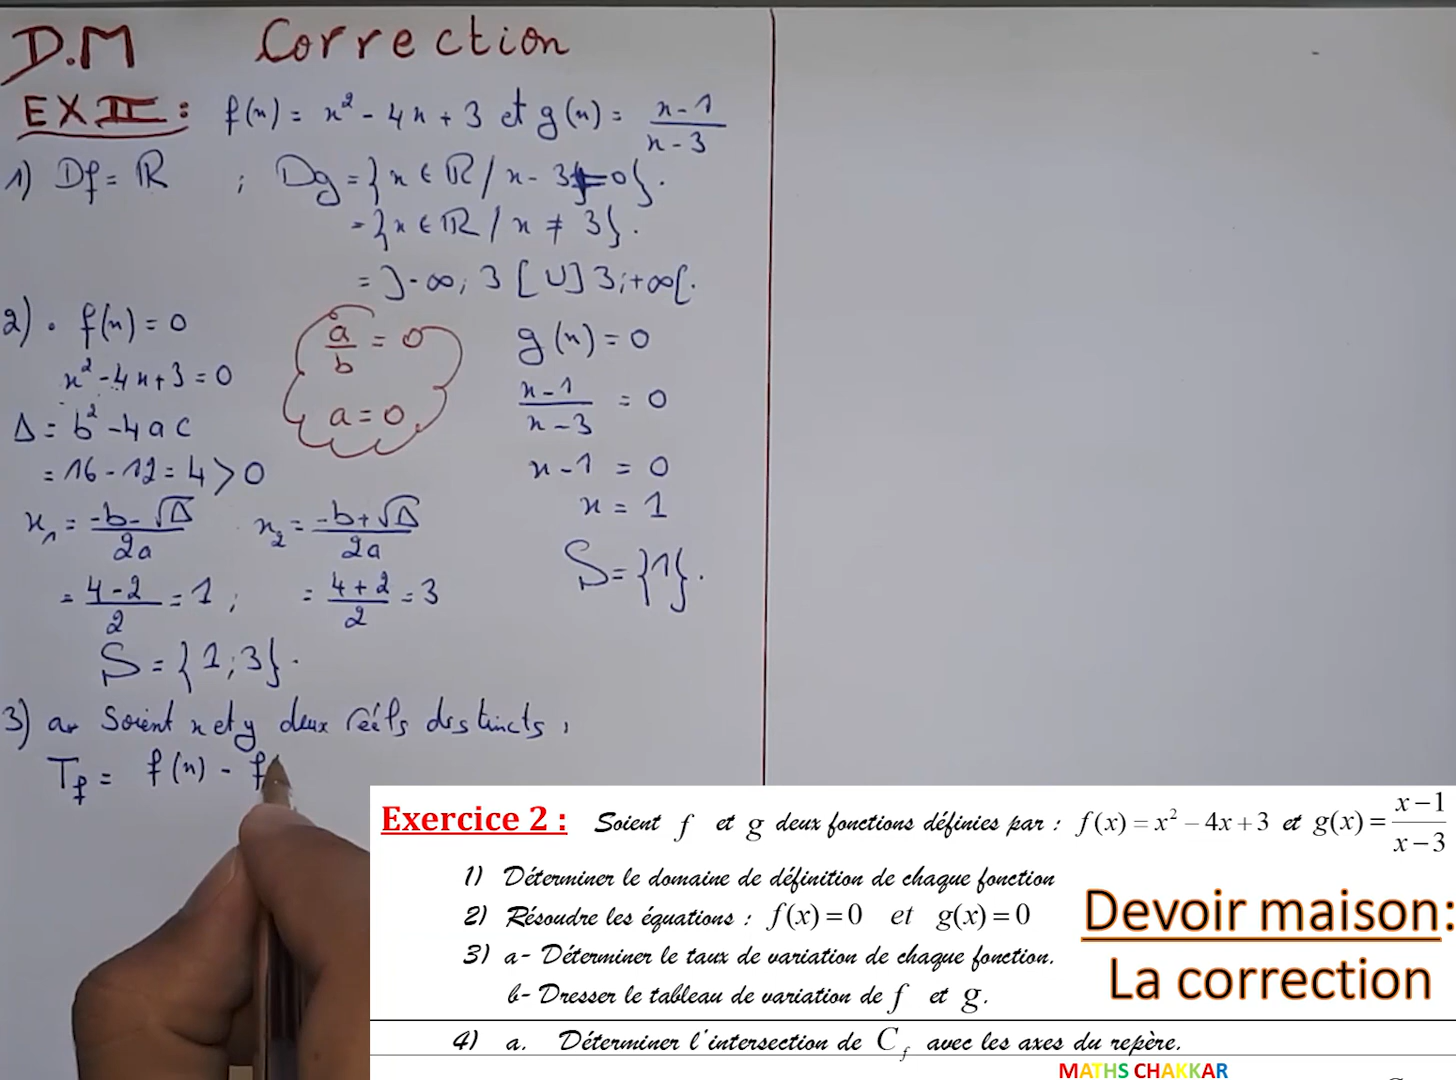 D.M Correction
EX II : f(x) = x² - 4x + 3 et g(x) = (x-1)/(x-3)
1) Df = ℝ ; Dg = {x ∈ ℝ / x - 3 ≠ 0}.
= {x ∈ ℝ / x ≠ 3}.
= ]-∞; 3[ U ]3; +∞[.
2) • f(x) = 0
x² - 4x + 3 = 0
Δ = b² - 4ac
= 16 - 12 = 4 > 0
x₁ = (-b - √Δ)/2a x₂ = (-b + √Δ)/2a
= (4 - 2)/2 = 1 ; = (4 + 2)/2 = 3
S = {1; 3}.
a/b = 0
a = 0
g(x) = 0
(x-1)/(x-3) = 0
x - 1 = 0
x = 1
S = {1}.
3) a- Soient x et y deux réels distincts,
T_f = f(x) - f
Exercice 2 : Soient f et g deux fonctions définies par : f(x) = x² - 4x + 3 et g(x) = (x-1)/(x-3)
1) Déterminer le domaine de définition de chaque fonction
2) Résoudre les équations : f(x) = 0 et g(x) = 0
3) a- Déterminer le taux de variation de chaque fonction.
b- Dresser le tableau de variation de f et g.
4) a. Déterminer l'intersection de C_f avec les axes du repère.
Devoir maison:
La correction
MATHS CHAKKAR